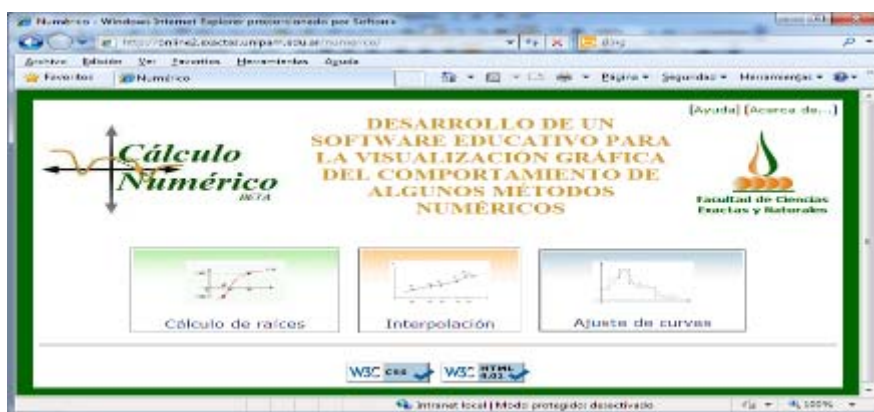 Numérico - Windows Internet Explorer proporcionado por Softonic
Archivo Edición Ver Favoritos Herramientas Ayuda
Favoritos Numérico
Página Seguridad Herramientas
[Ayuda] [Acerca de...]
Cálculo
Numérico
BETA
DESARROLLO DE UN
SOFTWARE EDUCATIVO PARA
LA VISUALIZACIÓN GRÁFICA
DEL COMPORTAMIENTO DE
ALGUNOS MÉTODOS
NUMÉRICOS
Facultad de Ciencias
Exactas y Naturales
Cálculo de raíces
Interpolación
Ajuste de curvas
W3C CSS
W3C HTML 4.01
Intranet local | Modo protegido: desactivado
100%